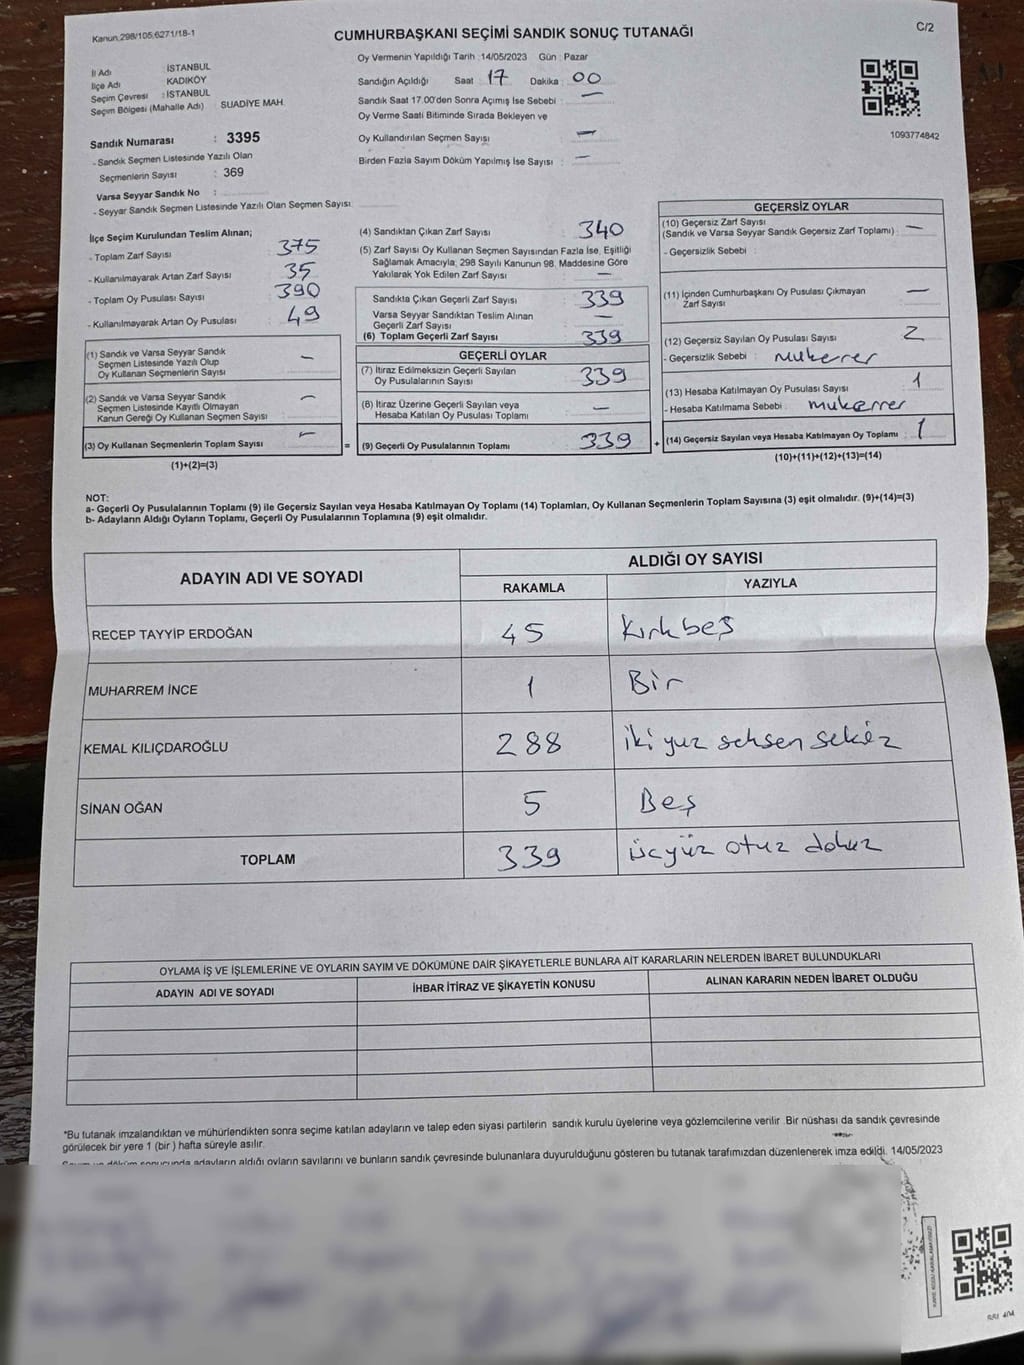 Kanun 298/105,6271/18-1
CUMHURBAŞKANI SEÇİMİ SANDIK SONUÇ TUTANAĞI
C/2
İl Adı : İSTANBUL
İlçe Adı : KADIKÖY
Seçim Çevresi : İSTANBUL
Seçim Bölgesi (Mahalle Adı) : SUADİYE MAH.
Sandık Numarası : 3395
- Sandık Seçmen Listesinde Yazılı Olan
Seçmenlerin Sayısı : 369
Varsa Seyyar Sandık No :
- Seyyar Sandık Seçmen Listesinde Yazılı Olan Seçmen Sayısı
Oy Vermenin Yapıldığı Tarih : 14/05/2023 Gün : Pazar
Sandığın Açıldığı Saat 17 Dakika : 00
Sandık Saat 17.00'den Sonra Açımış İse Sebebi : —
Oy Verme Saati Bitiminde Sırada Bekleyen ve
Oy Kullandırılan Seçmen Sayısı : —
Birden Fazla Sayım Döküm Yapılmış İse Sayısı : —
1093774842
İlçe Seçim Kurulundan Teslim Alınan;
- Toplam Zarf Sayısı : 375
- Kullanılmayarak Artan Zarf Sayısı : 35
- Toplam Oy Pusulası Sayısı : 390
- Kullanılmayarak Artan Oy Pusulası : 49
(1) Sandık ve Varsa Seyyar Sandık
Seçmen Listesinde Yazılı Olup
Oy Kullanan Seçmenlerin Sayısı : —
(2) Sandık ve Varsa Seyyar Sandık
Seçmen Listesinde Kayıtlı Olmayan
Kanun Gereği Oy Kullanan Seçmen Sayısı : —
(3) Oy Kullanan Seçmenlerin Toplam Sayısı : — =
(1)+(2)=(3)
(4) Sandıktan Çıkan Zarf Sayısı : 340
(5) Zarf Sayısı Oy Kullanan Seçmen Sayısından Fazla İse, Eşitliği
Sağlamak Amacıyla; 298 Sayılı Kanunun 98. Maddesine Göre
Yakılarak Yok Edilen Zarf Sayısı : —
Sandıkta Çıkan Geçerli Zarf Sayısı : 339
Varsa Seyyar Sandıktan Teslim Alınan
Geçerli Zarf Sayısı : —
(6) Toplam Geçerli Zarf Sayısı : 339
GEÇERLİ OYLAR
(7) İtiraz Edilmeksizin Geçerli Sayılan
Oy Pusulalarının Sayısı : 339
(8) İtiraz Üzerine Geçerli Sayılan veya
Hesaba Katılan Oy Pusulası Toplamı : —
(9) Geçerli Oy Pusulalarının Toplamı : 339 +
GEÇERSİZ OYLAR
(10) Geçersiz Zarf Sayısı
(Sandık ve Varsa Seyyar Sandık Geçersiz Zarf Toplamı) : —
- Geçersizlik Sebebi :
(11) İçinden Cumhurbaşkanı Oy Pusulası Çıkmayan
Zarf Sayısı : —
(12) Geçersiz Sayılan Oy Pusulası Sayısı : 2
- Geçersizlik Sebebi : mukerrer
(13) Hesaba Katılmayan Oy Pusulası Sayısı : 1
- Hesaba Katılmama Sebebi : mukerrer
(14) Geçersiz Sayılan veya Hesaba Katılmayan Oy Toplamı : 1
(10)+(11)+(12)+(13)=(14)
NOT:
a- Geçerli Oy Pusulalarının Toplamı (9) ile Geçersiz Sayılan veya Hesaba Katılmayan Oy Toplamı (14) Toplamları, Oy Kullanan Seçmenlerin Toplam Sayısına (3) eşit olmalıdır. (9)+(14)=(3)
b- Adayların Aldığı Oyların Toplamı, Geçerli Oy Pusulalarının Toplamına (9) eşit olmalıdır.
ADAYIN ADI VE SOYADI
ALDIĞI OY SAYISI
RAKAMLA YAZIYLA
RECEP TAYYİP ERDOĞAN 45 Kırkbeş
MUHARREM İNCE 1 Bir
KEMAL KILIÇDAROĞLU 288 iki yuz seksen sekiz
SİNAN OĞAN 5 Beş
TOPLAM 339 üçyüz otuz dokuz
OYLAMA İŞ VE İŞLEMLERİNE VE OYLARIN SAYIM VE DÖKÜMÜNE DAİR ŞİKAYETLERLE BUNLARA AİT KARARLARIN NELERDEN İBARET BULUNDUKLARI
ADAYIN ADI VE SOYADI İHBAR İTİRAZ VE ŞİKAYETİN KONUSU ALINAN KARARIN NEDEN İBARET OLDUĞU
*Bu tutanak imzalandıktan ve mühürlendikten sonra seçime katılan adayların ve talep eden siyasi partilerin sandık kurulu üyelerine veya gözlemcilerine verilir. Bir nüshası da sandık çevresinde
görülecek bir yere 1 (bir ) hafta süreyle asılır.
Sayım ve döküm sonucunda adayların aldığı oyların sayılarını ve bunların sandık çevresinde bulunanlara duyurulduğunu gösteren bu tutanak tarafımızdan düzenlenerek imza edildi. 14/05/2023